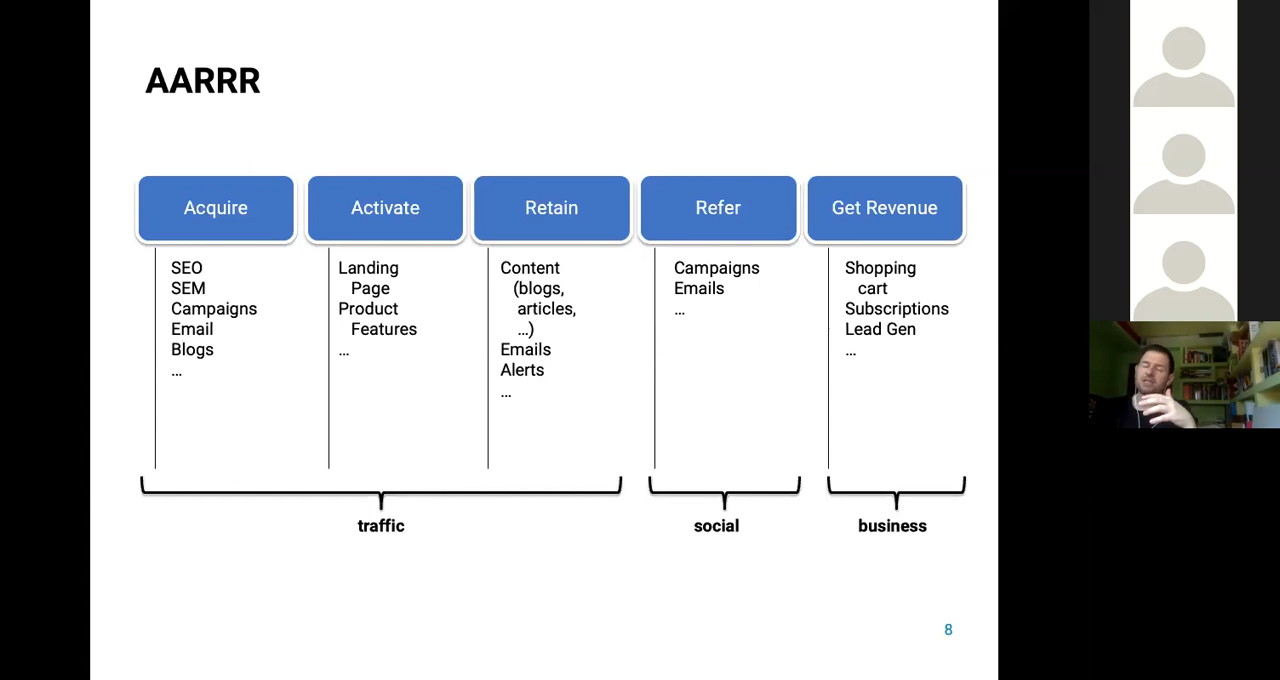 AARRR
Acquire
Activate
Retain
Refer
Get Revenue
SEO
SEM
Campaigns
Email
Blogs
…
Landing
Page
Product
Features
…
Content
(blogs,
articles,
…)
Emails
Alerts
…
Campaigns
Emails
…
Shopping
cart
Subscriptions
Lead Gen
…
traffic
social
business
8